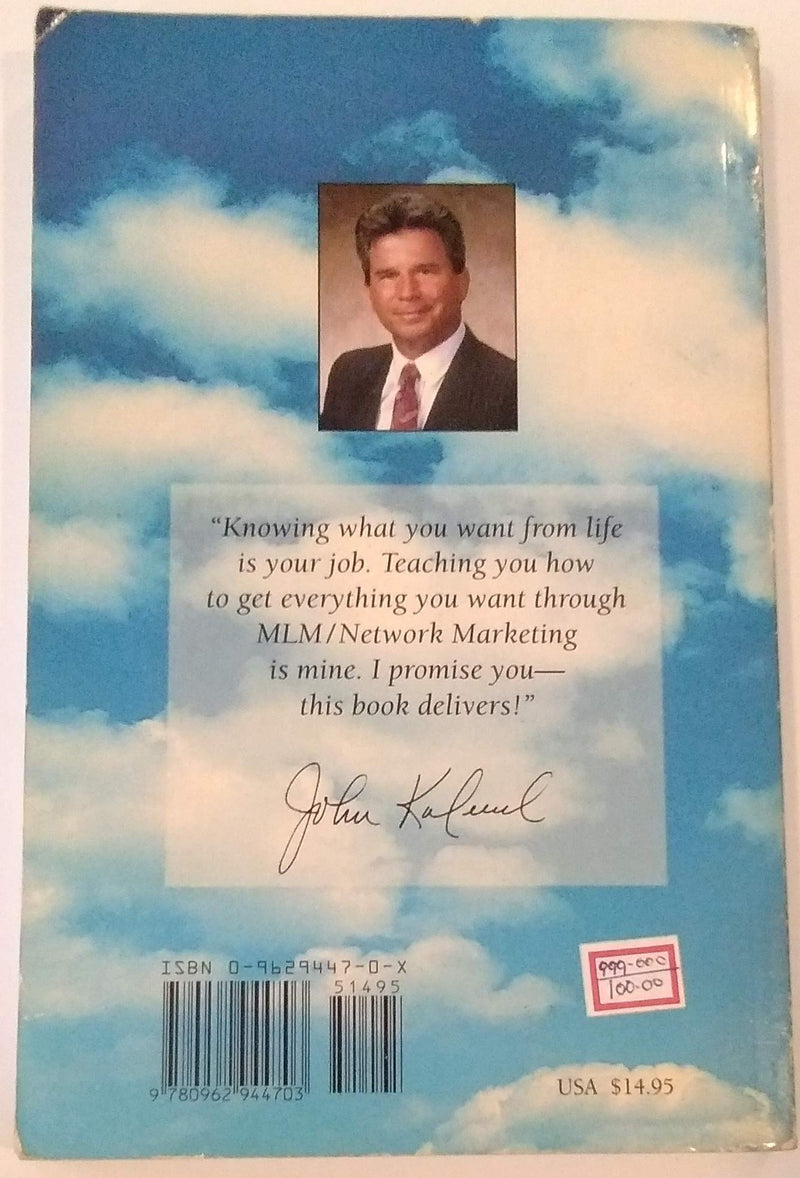 “Knowing what you want from life
is your job. Teaching you how
to get everything you want through
MLM/Network Marketing
is mine. I promise you—
this book delivers!”
John
ISBN 0-9629447-0-X
51495
9 780962 944703
999-000
100.00
USA $14.95